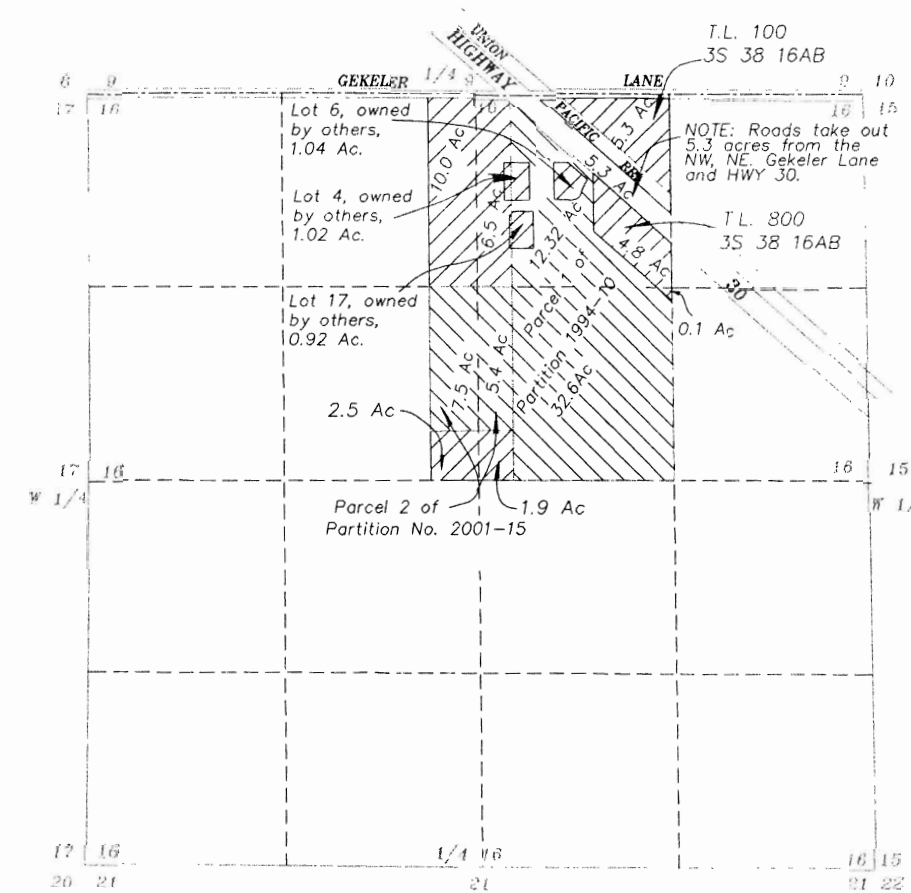 T.L. 100
3S 38 16AB
UNION
HIGHWAY
8 9
GEKELER
1/4 9
LANE
9 10
17 16
16
16 15
Lot 6, owned
by others,
1.04 Ac.
PACIFIC
RR
5.3 Ac
NOTE: Roads take out
5.3 acres from the
NW, NE. Gekeler Lane
and HWY 30.
10.0 Ac
5.3 Ac
Lot 4, owned
by others,
1.02 Ac.
6.5 Ac
12.32 Ac
T.L. 800
3S 38 16AB
4.8 Ac
30
Lot 17, owned
by others,
0.92 Ac.
0.1 Ac
Parcel 1 of
Partition 1994-10
32.6Ac
17.5 Ac
5.4 Ac
2.5 Ac
17 16
W 1/4
16 15
Parcel 2 of
Partition No. 2001-15
1.9 Ac
17 16
20 21
1/4 16
21
16 15
21 22